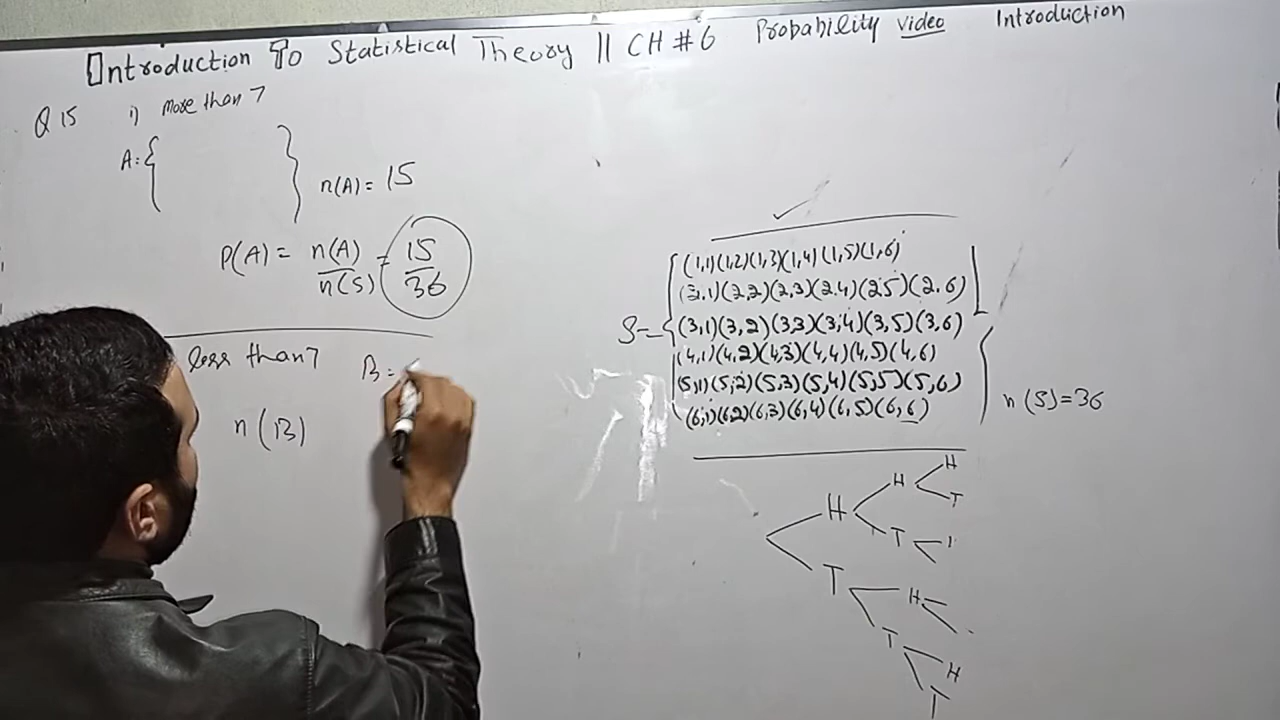 Introduction To Statistical Theory || CH # 6 Probability video Introduction
Q 15 i) More than 7
A = { } n(A) = 15
P(A) = n(A) / n(S) = 15 / 36
less than 7 B =
n(B)
S = {
(1,1)(1,2)(1,3)(1,4)(1,5)(1,6)
(2,1)(2,2)(2,3)(2,4)(2,5)(2,6)
(3,1)(3,2)(3,3)(3,4)(3,5)(3,6)
(4,1)(4,2)(4,3)(4,4)(4,5)(4,6)
(5,1)(5,2)(5,3)(5,4)(5,5)(5,6)
(6,1)(6,2)(6,3)(6,4)(6,5)(6,6)
} n(S) = 36
H
H
T
H
T
T
H
T
H
T